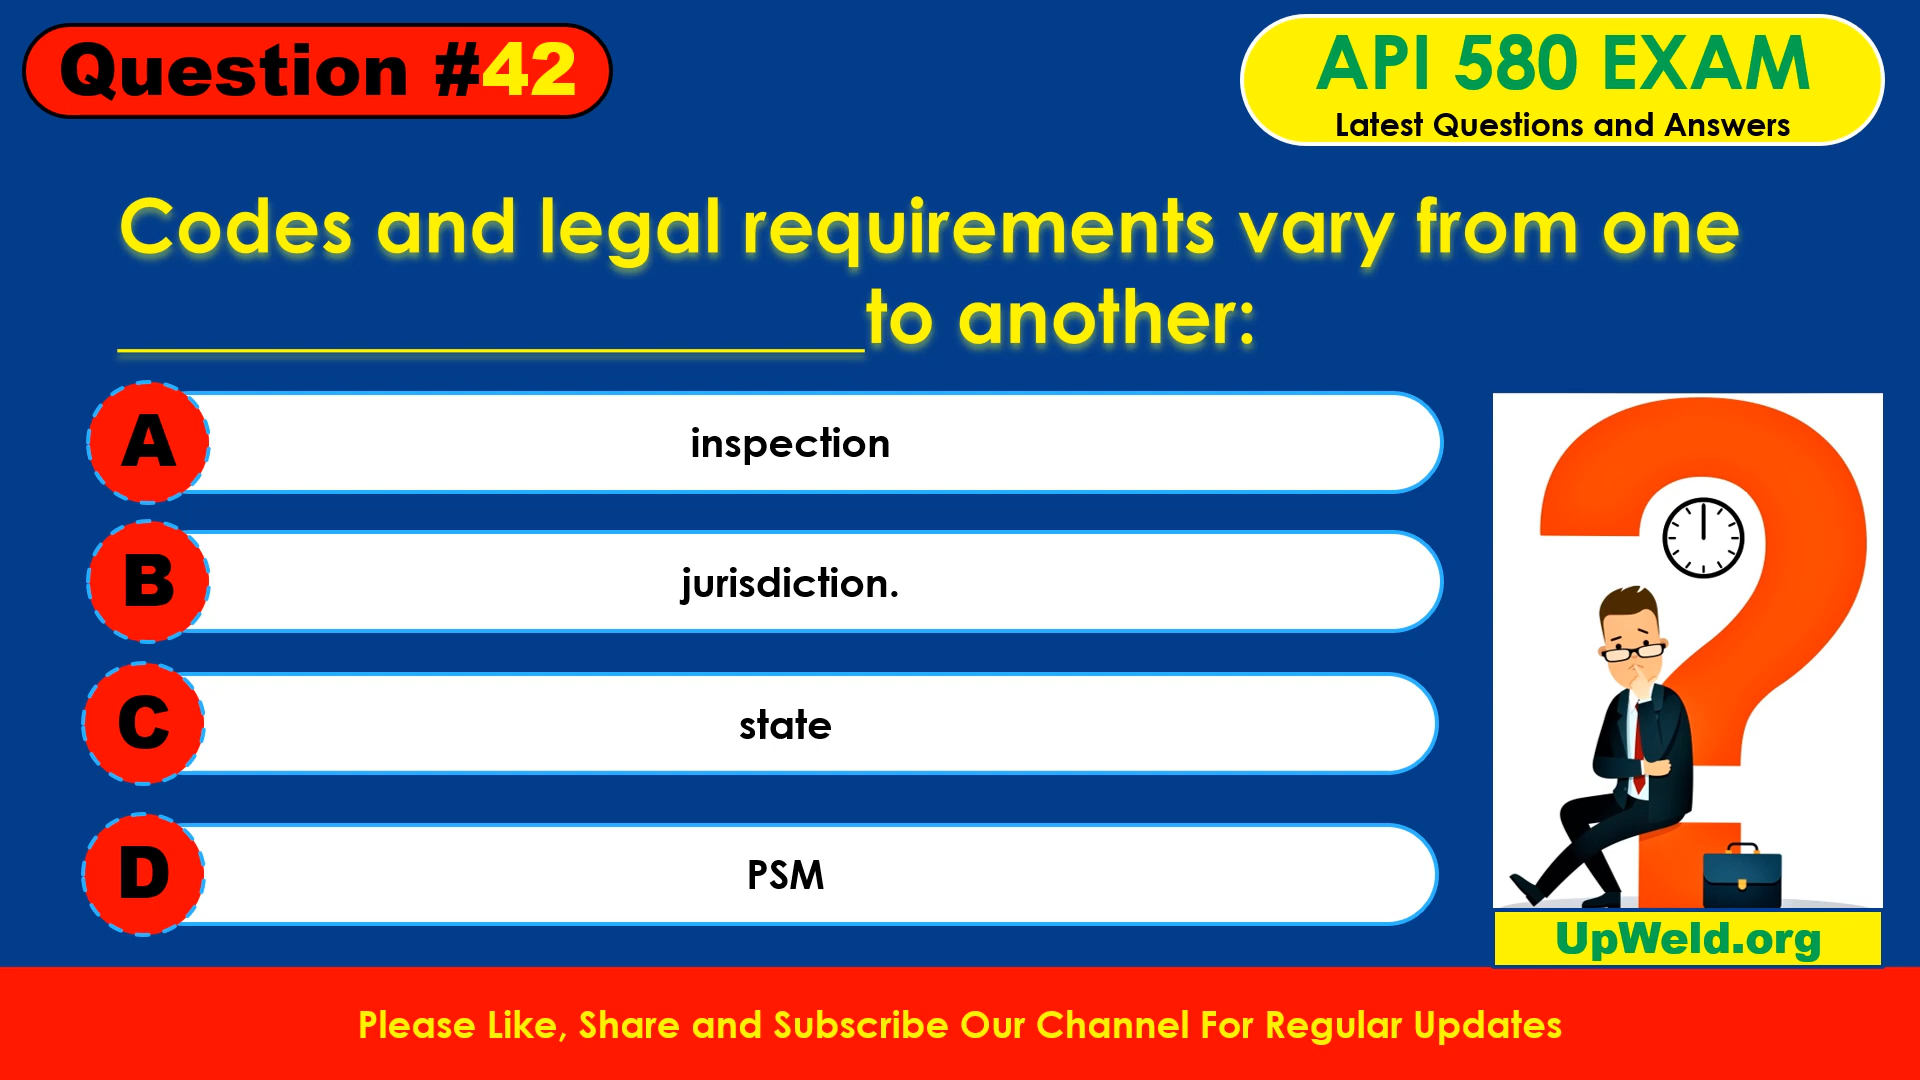 Question #42
API 580 EXAM
Latest Questions and Answers
Codes and legal requirements vary from one
____________________to another:
A
inspection
B
jurisdiction.
C
state
D
PSM
UpWeld.org
Please Like, Share and Subscribe Our Channel For Regular Updates